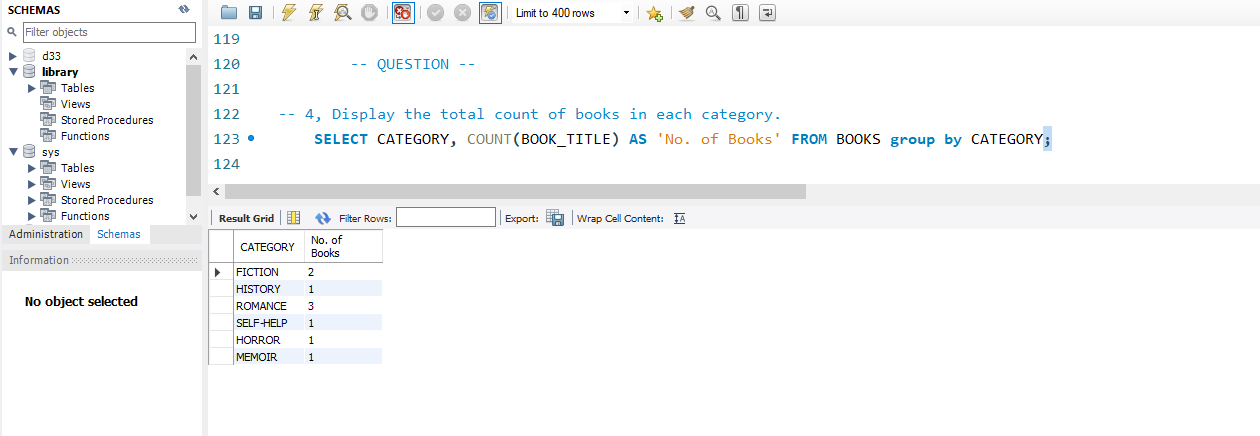 SCHEMAS
Filter objects
d33
library
Tables
Views
Stored Procedures
Functions
sys
Tables
Views
Stored Procedures
Functions
Administration Schemas
Information
No object selected
Limit to 400 rows
119
120 -- QUESTION --
121
122 -- 4, Display the total count of books in each category.
123 SELECT CATEGORY, COUNT(BOOK_TITLE) AS 'No. of Books' FROM BOOKS group by CATEGORY;
124
Result Grid Filter Rows: Export: Wrap Cell Content: IA
CATEGORY No. of
Books
FICTION 2
HISTORY 1
ROMANCE 3
SELF-HELP 1
HORROR 1
MEMOIR 1